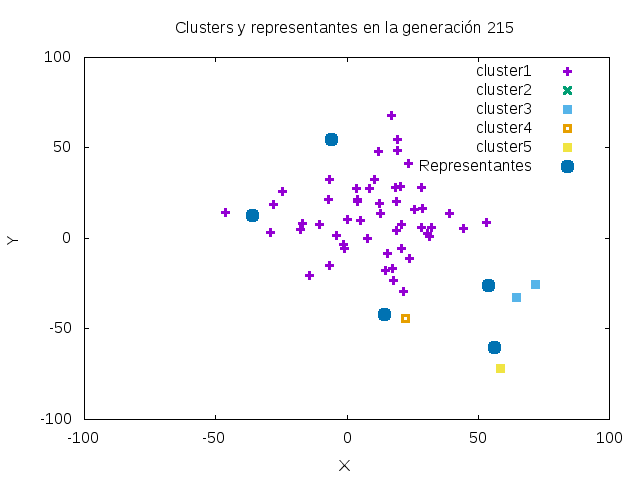 Clusters y representantes en la generación 215
100
50
0
-50
-100
-100
-50
0
50
100
Y
X
cluster1
cluster2
cluster3
cluster4
cluster5
Representantes